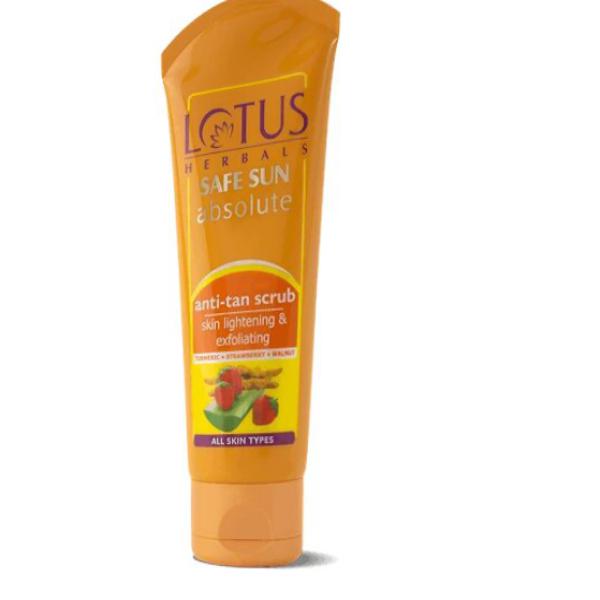 LOTUS
HERBALS
SAFE SUN
absolute
anti-tan scrub
skin lightening &
exfoliating
TURMERIC • STRAWBERRY • WALNUT
ALL SKIN TYPES